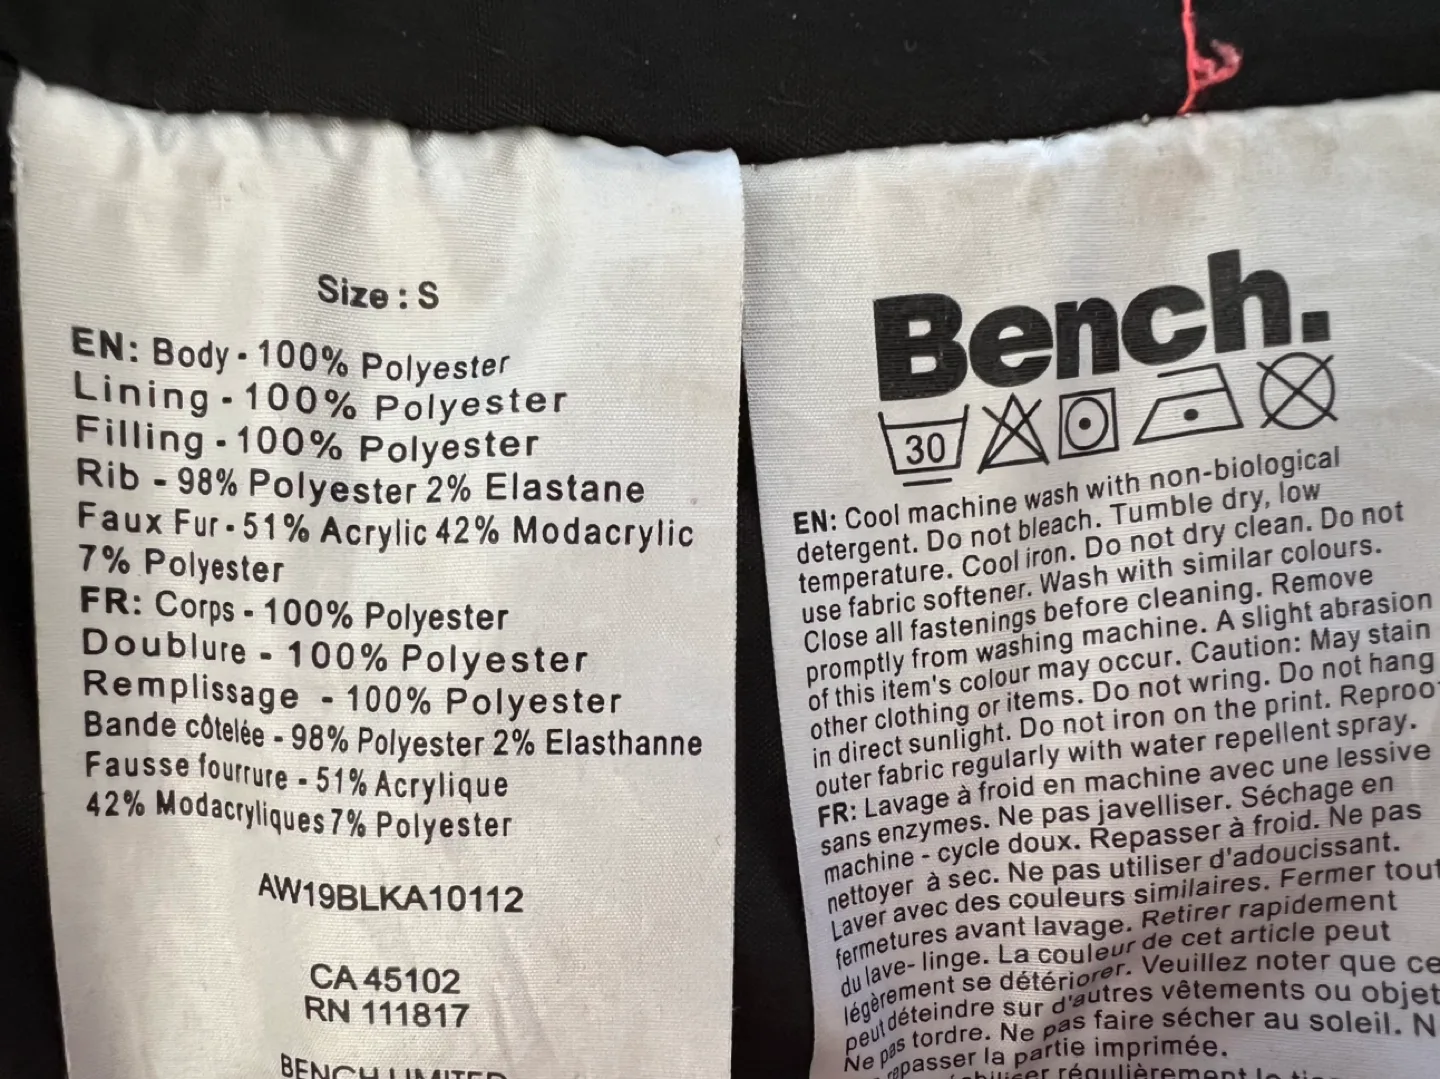 Size : S
EN: Body - 100% Polyester
Lining - 100% Polyester
Filling - 100% Polyester
Rib - 98% Polyester 2% Elastane
Faux Fur - 51% Acrylic 42% Modacrylic
7% Polyester
FR: Corps - 100% Polyester
Doublure - 100% Polyester
Remplissage - 100% Polyester
Bande côtelée - 98% Polyester 2% Elasthanne
Fausse fourrure - 51% Acrylique
42% Modacryliques 7% Polyester
AW19BLKA10112
CA 45102
RN 111817
BENCH LIMITED
Bench.
30
EN: Cool machine wash with non-biological
detergent. Do not bleach. Tumble dry, low
temperature. Cool iron. Do not dry clean. Do not
use fabric softener. Wash with similar colours.
Close all fastenings before cleaning. Remove
promptly from washing machine. A slight abrasion
of this item's colour may occur. Caution: May stain
other clothing or items. Do not wring. Do not hang
in direct sunlight. Do not iron on the print. Reproo
outer fabric regularly with water repellent spray.
FR: Lavage à froid en machine avec une lessive
sans enzymes. Ne pas javelliser. Séchage en
machine - cycle doux. Repasser à froid. Ne pas
nettoyer à sec. Ne pas utiliser d'adoucissant.
Laver avec des couleurs similaires. Fermer tout
fermetures avant lavage. Retirer rapidement
du lave- linge. La couleur de cet article peut
légèrement se détériorer. Veuillez noter que ce
peut déteindre sur d'autres vêtements ou objet
Ne pas tordre. Ne pas faire sécher au soleil. N
repasser la partie imprimée.
régulièrement le